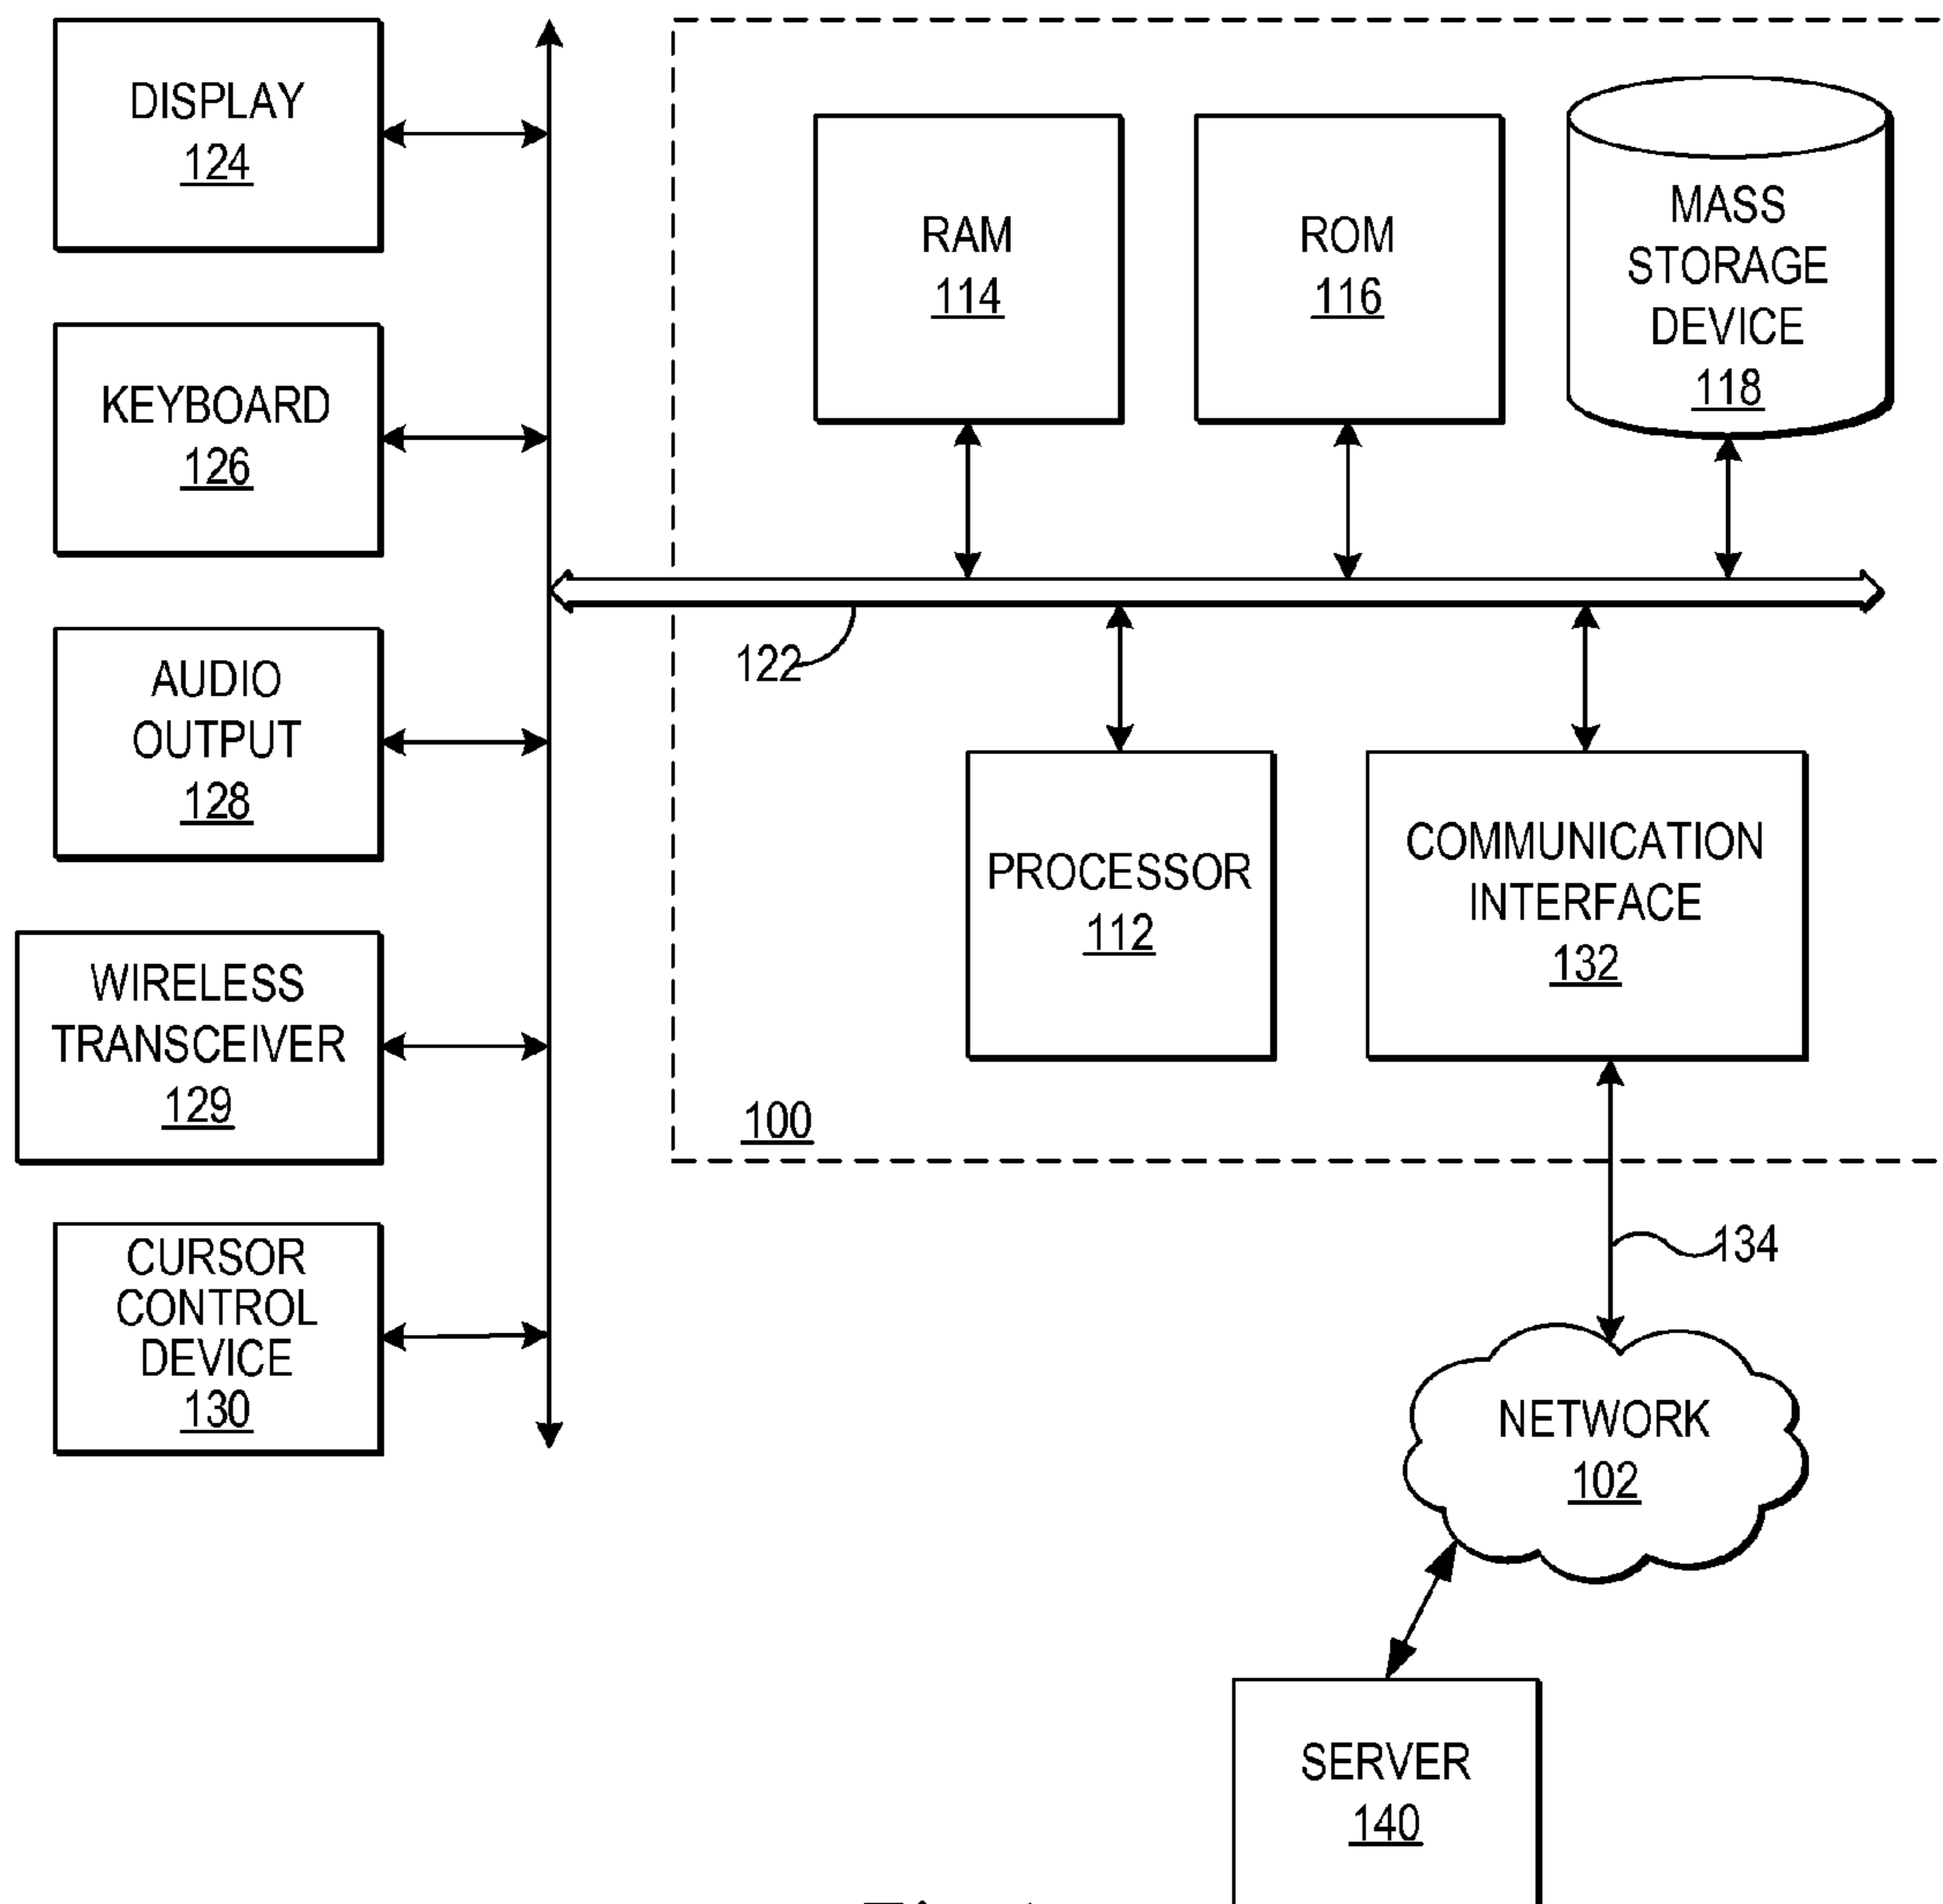 DISPLAY
124
KEYBOARD
126
AUDIO
OUTPUT
128
WIRELESS
TRANSCEIVER
129
CURSOR
CONTROL
DEVICE
130
RAM
114
ROM
116
MASS
STORAGE
DEVICE
118
122
PROCESSOR
112
COMMUNICATION
INTERFACE
132
100
134
NETWORK
102
SERVER
140